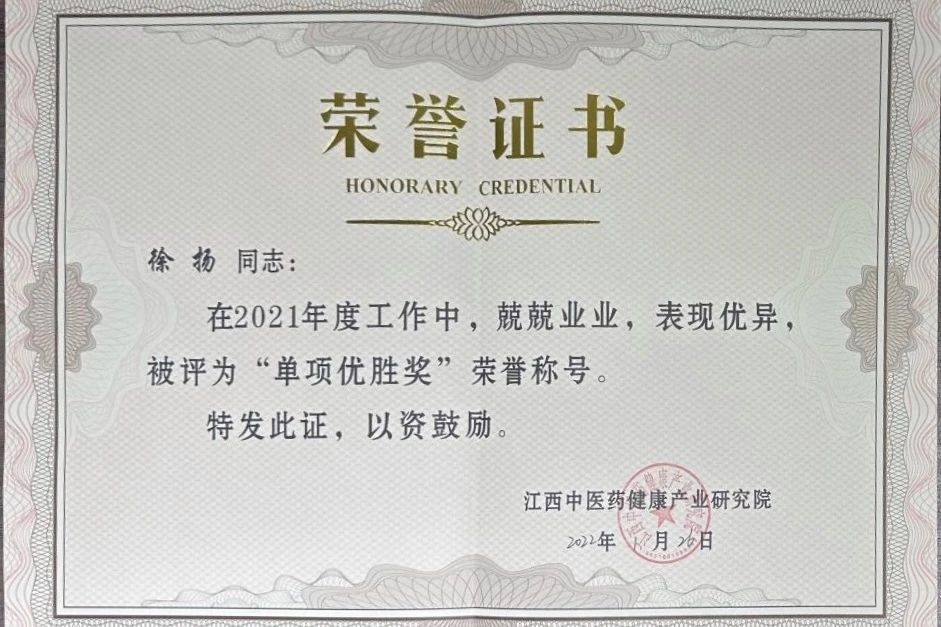 荣誉证书
HONORARY CREDENTIAL
徐扬 同志：
在2021年度工作中，兢兢业业，表现优异，
被评为“单项优胜奖”荣誉称号。
特发此证，以资鼓励。
江西中医药健康产业研究院
2022年 月26日